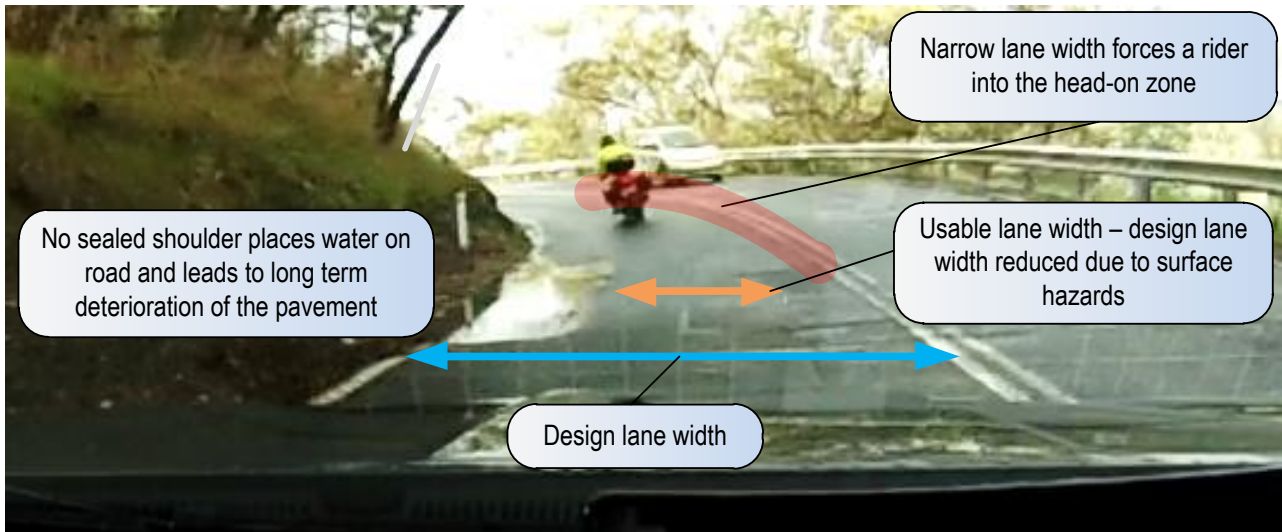 Narrow lane width forces a rider
into the head-on zone
No sealed shoulder places water on
road and leads to long term
deterioration of the pavement
Usable lane width – design lane
width reduced due to surface
hazards
Design lane width